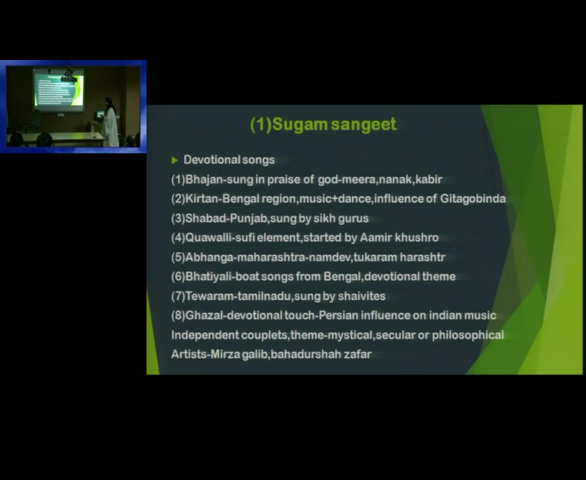 (1)Sugam sangeet
Devotional songs
(1)Bhajan-sung in praise of god-meera,nanak,kabir
(2)Kirtan-Bengal region,music+dance,influence of Gitagobinda
(3)Shabad-Punjab,sung by sikh gurus
(4)Quawalli-sufi element,started by Aamir khushro
(5)Abhanga-maharashtra-namdev,tukaram harashtr
(6)Bhatiyali-boat songs from Bengal,devotional theme
(7)Tewaram-tamilnadu,sung by shaivites
(8)Ghazal-devotional touch-Persian influence on indian music
Independent couplets,theme-mystical,secular or philosophical
Artists-Mirza galib,bahadurshah zafar